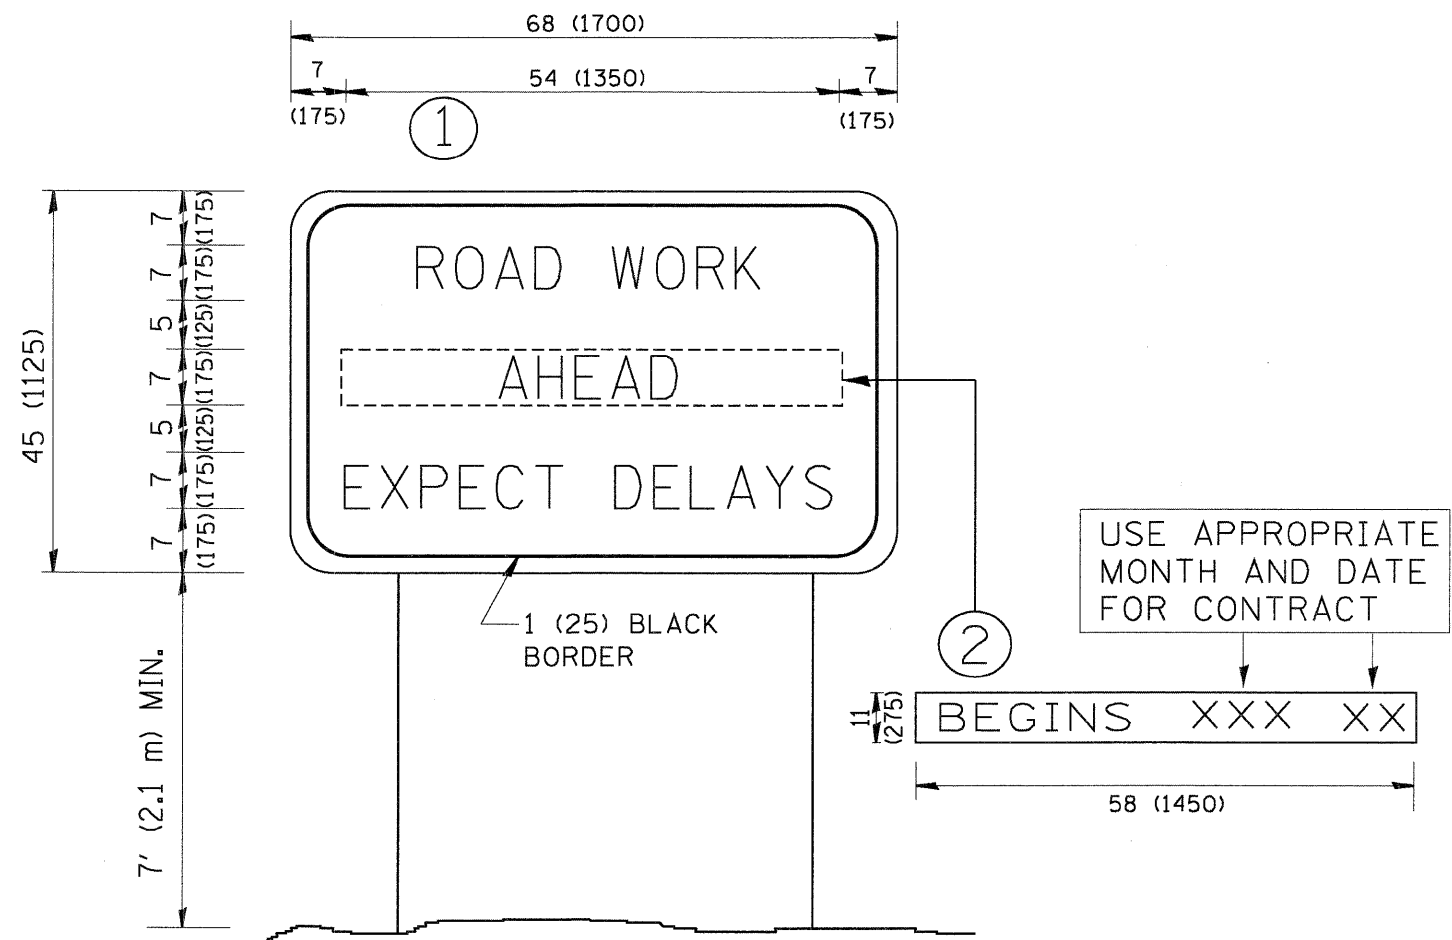 68 (1700)
7
54 (1350)
7
(175)
(175)
1
45 (1125)
7 (175)
7 (175)
5 (125)
7 (175)
5 (125)
7 (175)
7 (175)
ROAD WORK
AHEAD
EXPECT DELAYS
1 (25) BLACK
BORDER
7' (2.1 m) MIN.
2
USE APPROPRIATE
MONTH AND DATE
FOR CONTRACT
11
(275)
BEGINS XXX XX
58 (1450)